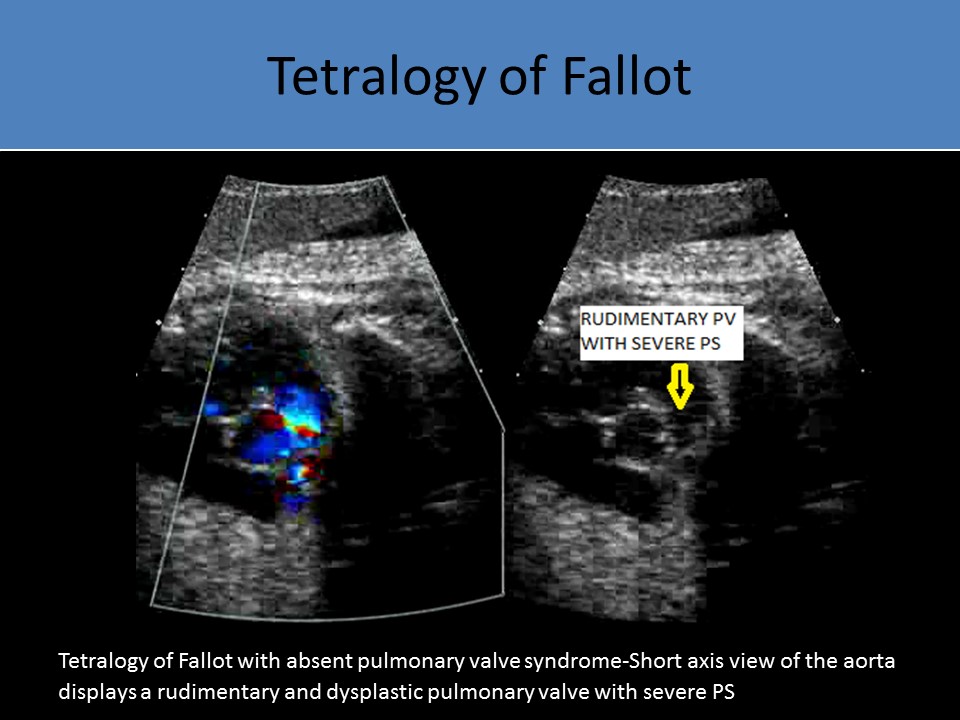 Tetralogy of Fallot
RUDIMENTARY PV
WITH SEVERE PS
Tetralogy of Fallot with absent pulmonary valve syndrome-Short axis view of the aorta
displays a rudimentary and dysplastic pulmonary valve with severe PS